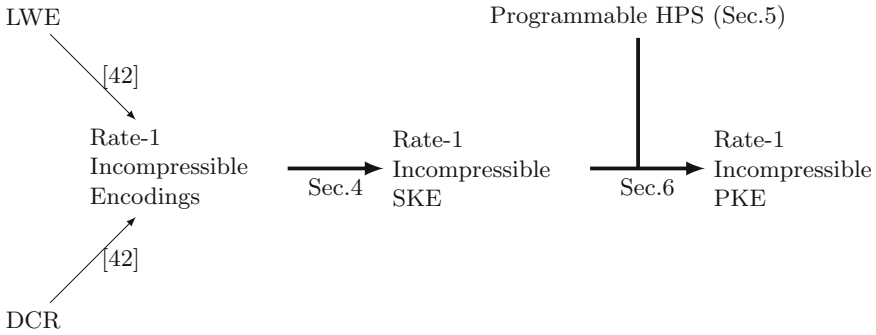 LWE
Programmable HPS (Sec.5)
[42]
Rate-1
Incompressible
Encodings
Sec.4
Rate-1
Incompressible
SKE
Sec.6
Rate-1
Incompressible
PKE
[42]
DCR